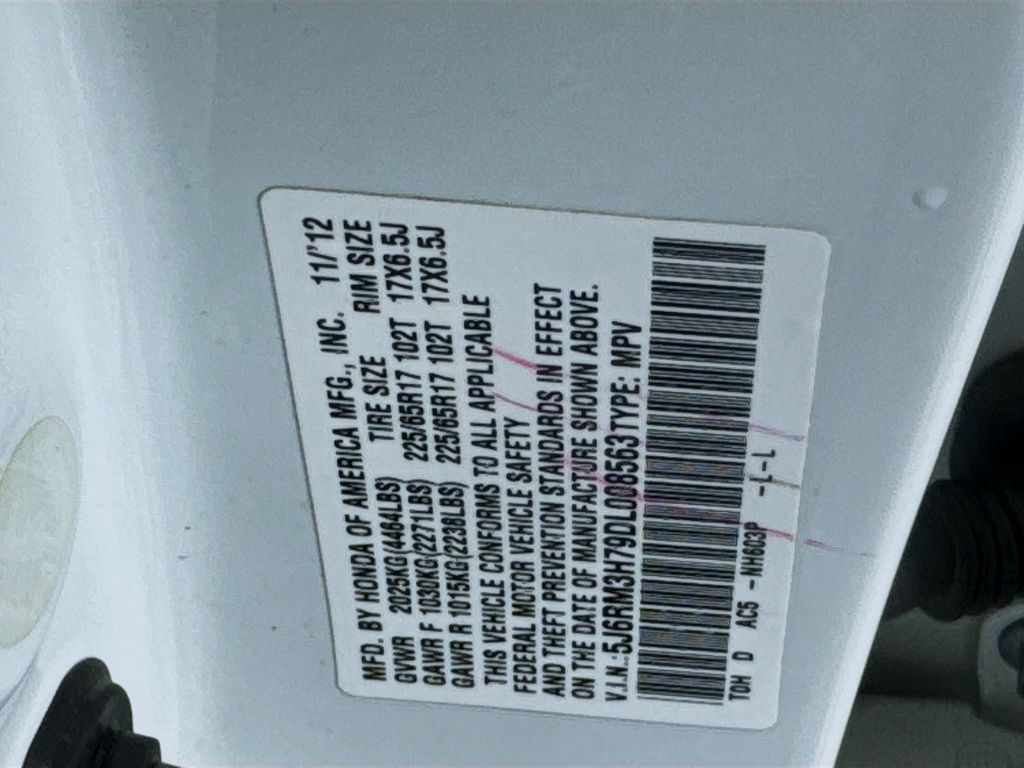 MFD. BY HONDA OF AMERICA MFG., INC. 11/'12
GVWR 2025KG(4464LBS) TIRE SIZE RIM SIZE
GAWR F 1030KG(2271LBS) 225/65R17 102T 17X6.5J
GAWR R 1015KG(2238LBS) 225/65R17 102T 17X6.5J
THIS VEHICLE CONFORMS TO ALL APPLICABLE
FEDERAL MOTOR VEHICLE SAFETY
AND THEFT PREVENTION STANDARDS IN EFFECT
ON THE DATE OF MANUFACTURE SHOWN ABOVE.
V.I.N.:5J6RM3H79DL008563TYPE: MPV
TOH D AC5 -NH603P -L-L